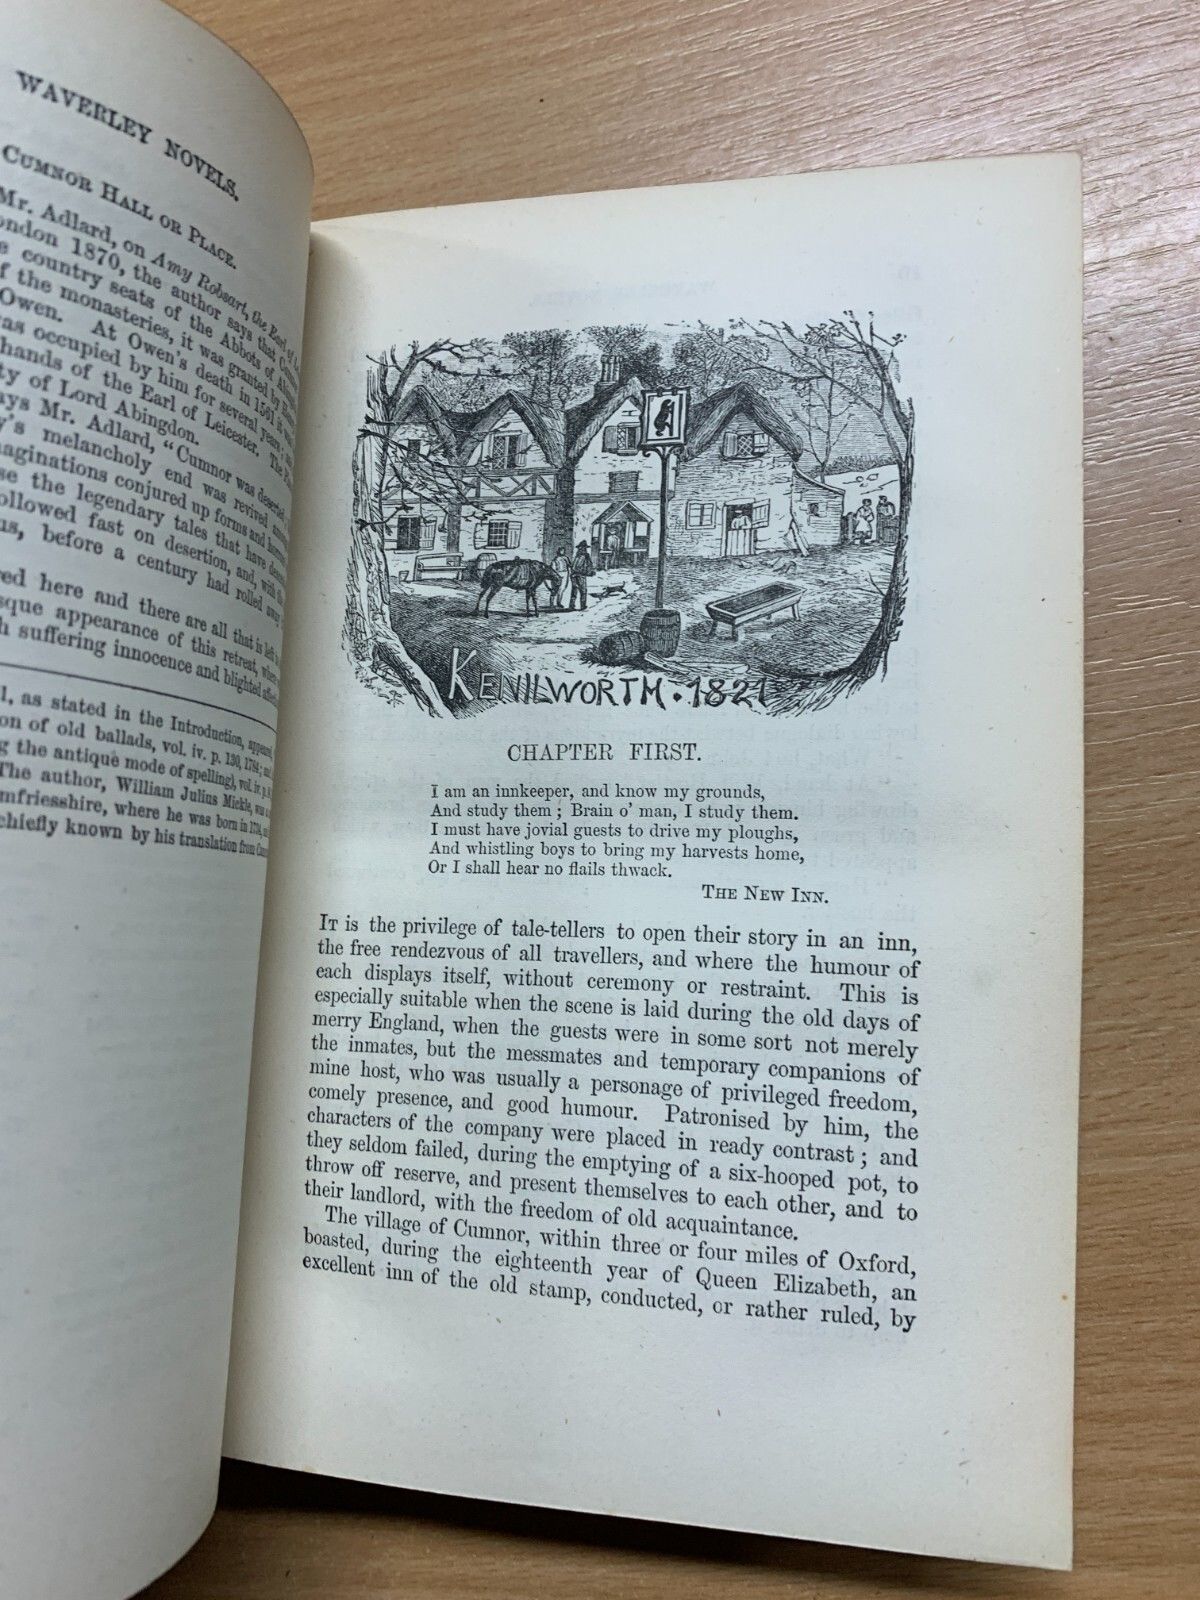 WAVERLEY NOVELS.
CUMNOR HALL OR PLACE.
Mr. Adlard, on Amy Robsart, the Earl of
London 1870, the author says that
country seats of the Abbots of
f the monasteries, it was granted by
Owen. At Owen's death in 1561 it
as occupied by him for several years;
hands of the Earl of Leicester. The
ty of Lord Abingdon.
ays Mr. Adlard, "Cumnor was deserted,
y's melancholy end was revived
aginations conjured up forms and
se the legendary tales that have
ollowed fast on desertion, and, with the
us, before a century had rolled away
red here and there are all that is left
sque appearance of this retreat, where
h suffering innocence and blighted
l, as stated in the Introduction, appeared
on of old ballads, vol. iv. p. 130, 1784; and
g the antique mode of spelling), vol. iv. p.
The author, William Julius Mickle, was
mfriesshire, where he was born in 1734,
chiefly known by his translation from
KENILWORTH. 1821
CHAPTER FIRST.
I am an innkeeper, and know my grounds,
And study them; Brain o' man, I study them.
I must have jovial guests to drive my ploughs,
And whistling boys to bring my harvests home,
Or I shall hear no flails thwack.
THE NEW INN.
IT is the privilege of tale-tellers to open their story in an inn,
the free rendezvous of all travellers, and where the humour of
each displays itself, without ceremony or restraint. This is
especially suitable when the scene is laid during the old days of
merry England, when the guests were in some sort not merely
the inmates, but the messmates and temporary companions of
mine host, who was usually a personage of privileged freedom,
comely presence, and good humour. Patronised by him, the
characters of the company were placed in ready contrast; and
they seldom failed, during the emptying of a six-hooped pot, to
throw off reserve, and present themselves to each other, and to
their landlord, with the freedom of old acquaintance.
The village of Cumnor, within three or four miles of Oxford,
boasted, during the eighteenth year of Queen Elizabeth, an
excellent inn of the old stamp, conducted, or rather ruled, by